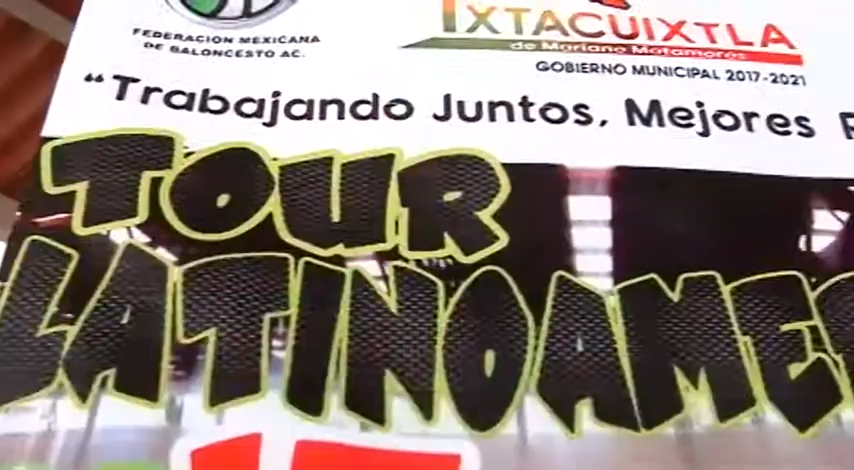 FEDERACION MEXICANA
DE BALONCESTO AC.
IXTACUIXTLA
de Mariano Matamoros
GOBIERNO MUNICIPAL 2017-2021
“Trabajando Juntos, Mejores
TOUR
LATINOAME